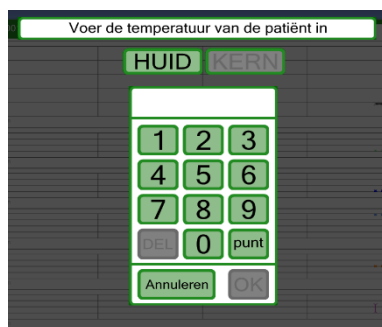 Voer de temperatuur van de patiënt in
HUID KERN
1 2 3
4 5 6
7 8 9
DEL 0 punt
Annuleren OK